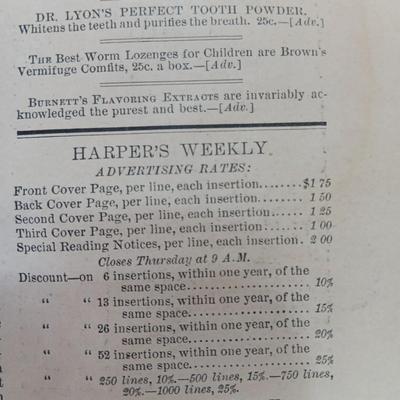 DR. LYON'S PERFECT TOOTH POWDER.
Whitens the teeth and purifies the breath. 25c.—[Adv.]
THE BEST WORM LOZENGES FOR CHILDREN ARE BROWN'S
Vermifuge Comfits, 25c. a box.—[Adv.]
BURNETT'S FLAVORING EXTRACTS are invariably ac-
knowledged the purest and best.—[Adv.]
HARPER'S WEEKLY.
ADVERTISING RATES:
Front Cover Page, per line, each insertion........$1 75
Back Cover Page, per line, each insertion........ 1 50
Second Cover Page, per line, each insertion..... 1 25
Third Cover Page, per line, each insertion....... 1 00
Special Reading Notices, per line, each insertion. 2 00
Closes Thursday at 9 A.M.
Discount—on 6 insertions, within one year, of the
same space........................ 10%
" " 13 insertions, within one year, of the
same space........................ 15%
" " 26 insertions, within one year, of the
same space........................ 20%
" " 52 insertions, within one year, of the
same space........................ 25%
" " 250 lines, 10%.—500 lines, 15%.—750 lines,
20%.—1000 lines, 25%.